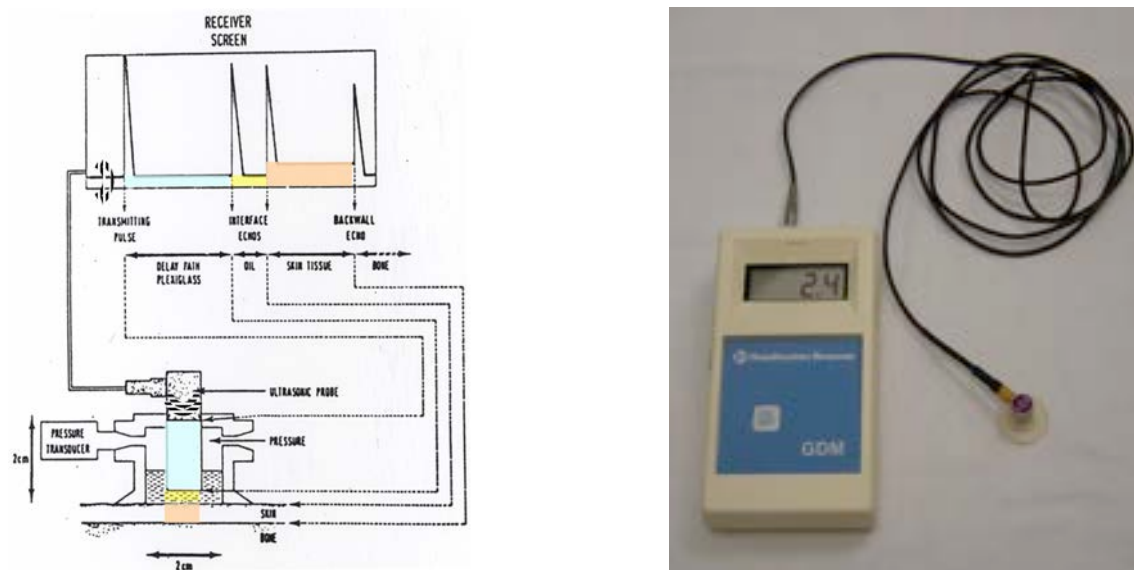 RECEIVER
SCREEN
TRANSMITTING
PULSE
INTERFACE
ECHOS
BACKWALL
ECHO
DELAY PATH
PLEXIGLASS
OIL
SKIN TISSUE
BONE
ULTRASONIC PROBE
PRESSURE
TRANSDUCER
PRESSURE
2cm
SKIN
BONE
2cm
2.4
GDM